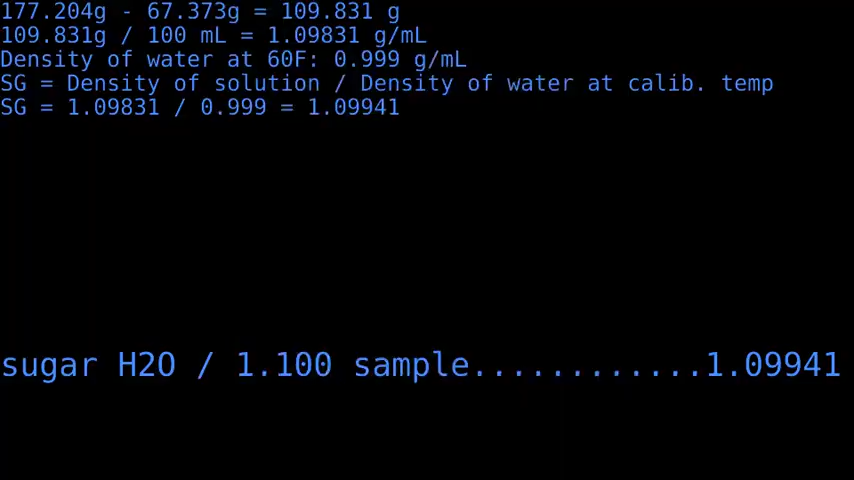 177.204g - 67.373g = 109.831 g
109.831g / 100 mL = 1.09831 g/mL
Density of water at 60F: 0.999 g/mL
SG = Density of solution / Density of water at calib. temp
SG = 1.09831 / 0.999 = 1.09941
sugar H2O / 1.100 sample............1.09941